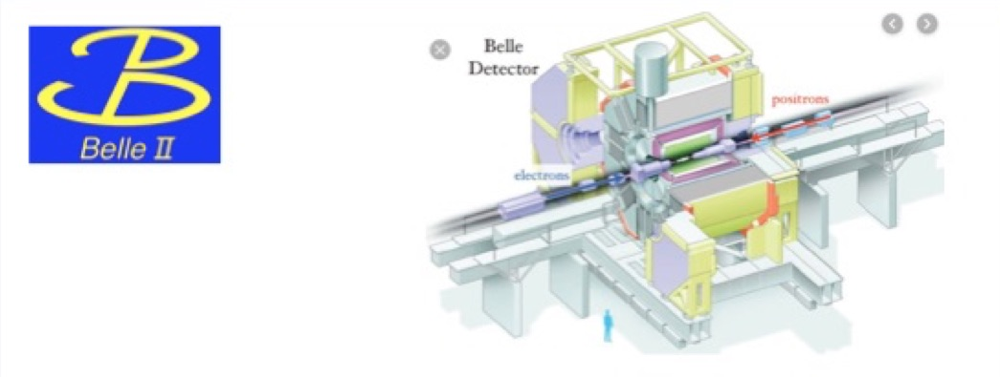 Belle II
Belle
Detector
positrons
electrons